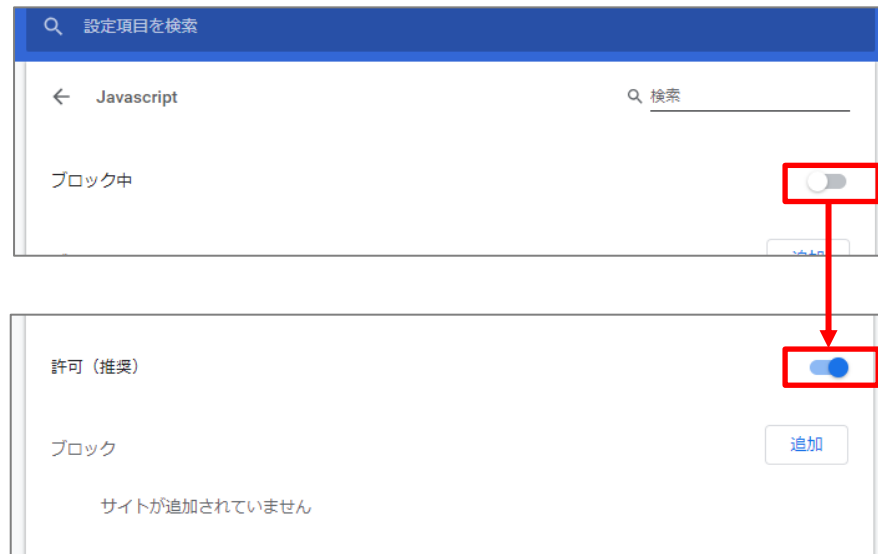 設定項目を検索
Javascript
検索
ブロック中
許可（推奨）
ブロック
追加
サイトが追加されていません